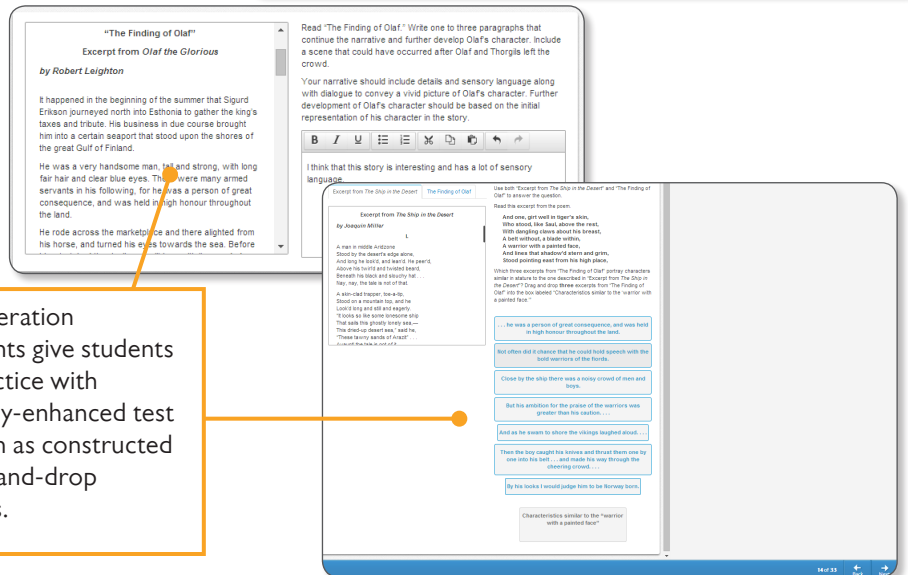 "The Finding of Olaf"
Excerpt from Olaf the Glorious
by Robert Leighton
It happened in the beginning of the summer that Sigurd
Erikson journeyed north into Esthonia to gather the king's
taxes and tribute. His business in due course brought
him into a certain seaport that stood upon the shores of
the great Gulf of Finland.
He was a very handsome man, tall and strong, with long
fair hair and clear blue eyes. There were many armed
servants in his following, for he was a person of great
consequence, and was held in high honour throughout
the land.
He rode across the marketplace and there alighted from
his horse, and turned his eyes towards the sea. Before
Read "The Finding of Olaf." Write one to three paragraphs that
continue the narrative and further develop Olaf's character. Include
a scene that could have occurred after Olaf and Thorgils left the
crowd.
Your narrative should include details and sensory language along
with dialogue to convey a vivid picture of Olaf's character. Further
development of Olaf's character should be based on the initial
representation of his character in the story.
B I U
I think that this story is interesting and has a lot of sensory
language.
eration
nts give students
ctice with
y-enhanced test
n as constructed
and-drop
s.
Excerpt from The Ship in the Desert
The Finding of Olaf
Excerpt from The Ship in the Desert
by Joaquin Miller
I.
A man in middle Aridzone
Stood by the desert's edge alone,
And long he look'd, and lean'd. He peer'd,
Above his twirl'd and twisted beard,
Beneath his black and slouchy hat . . .
Nay, nay, the tale is not of that.
A skin-clad trapper, toe-a-tip,
Stood on a mountain top, and he
Look'd long and still and eagerly.
"It looks so like some lonesome ship
That sails this ghostly lonely sea,—
This dried-up desert sea," said he,
"These tawny sands of Arazit" . . .
Use both "Excerpt from The Ship in the Desert" and "The Finding of
Olaf" to answer the question.
Read this excerpt from the poem.
And one, girt well in tiger's skin,
Who stood, like Saul, above the rest,
With dangling claws about his breast,
A belt without, a blade within,
A warrior with a painted face,
And lines that shadow'd stern and grim,
Stood pointing east from his high place,
Which three excerpts from "The Finding of Olaf" portray characters
similar in stature to the one described in "Excerpt from The Ship in
the Desert"? Drag and drop three excerpts from "The Finding of
Olaf" into the box labeled "Characteristics similar to the 'warrior with
a painted face.'"
. . . he was a person of great consequence, and was held
in high honour throughout the land.
Not often did it chance that he could hold speech with the
bold warriors of the fiords.
Close by the ship there was a noisy crowd of men and
boys.
But his ambition for the praise of the warriors was
greater than his caution. . . .
And as he swam to shore the vikings laughed aloud. . . .
Then the boy caught his knives and thrust them one by
one into his belt . . . and made his way through the
cheering crowd. . . .
By his looks I would judge him to be Norway born.
Characteristics similar to the "warrior
with a painted face"
14 of 33
Back
Next